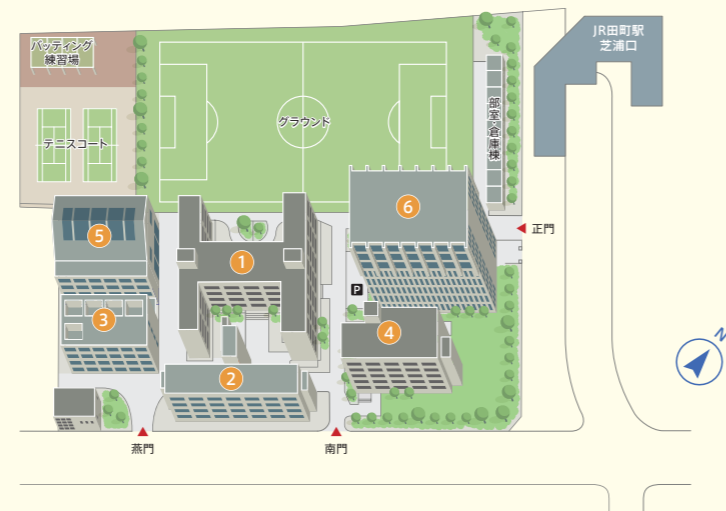 バッティング
練習場
テニスコート
グラウンド
部室・倉庫棟
JR田町駅
芝浦口
正門
6
5
1
P
3
4
2
N
燕門
南門